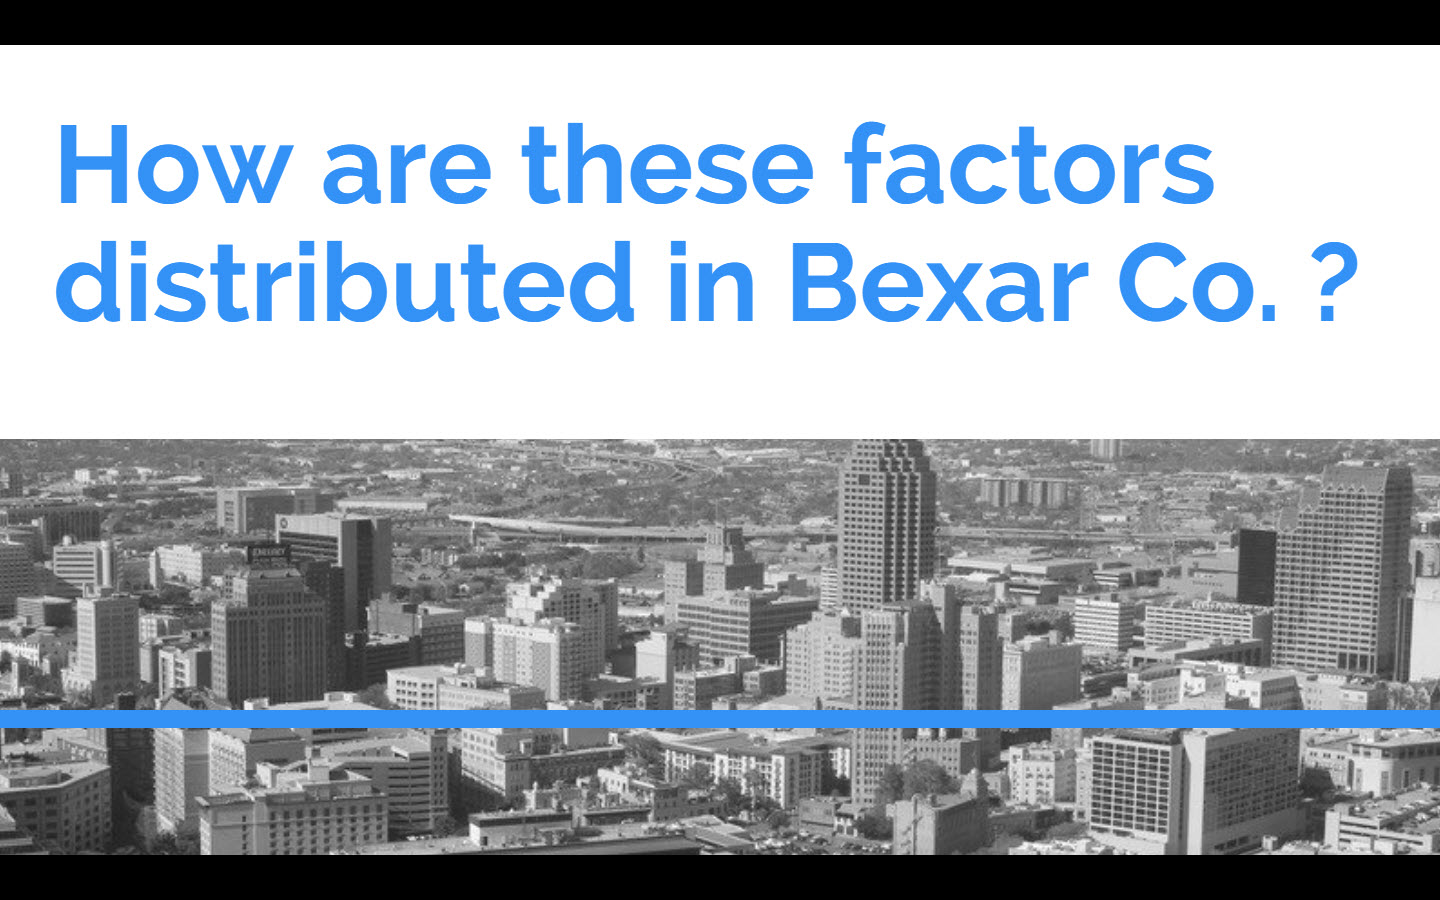 How are these factors
distributed in Bexar Co. ?